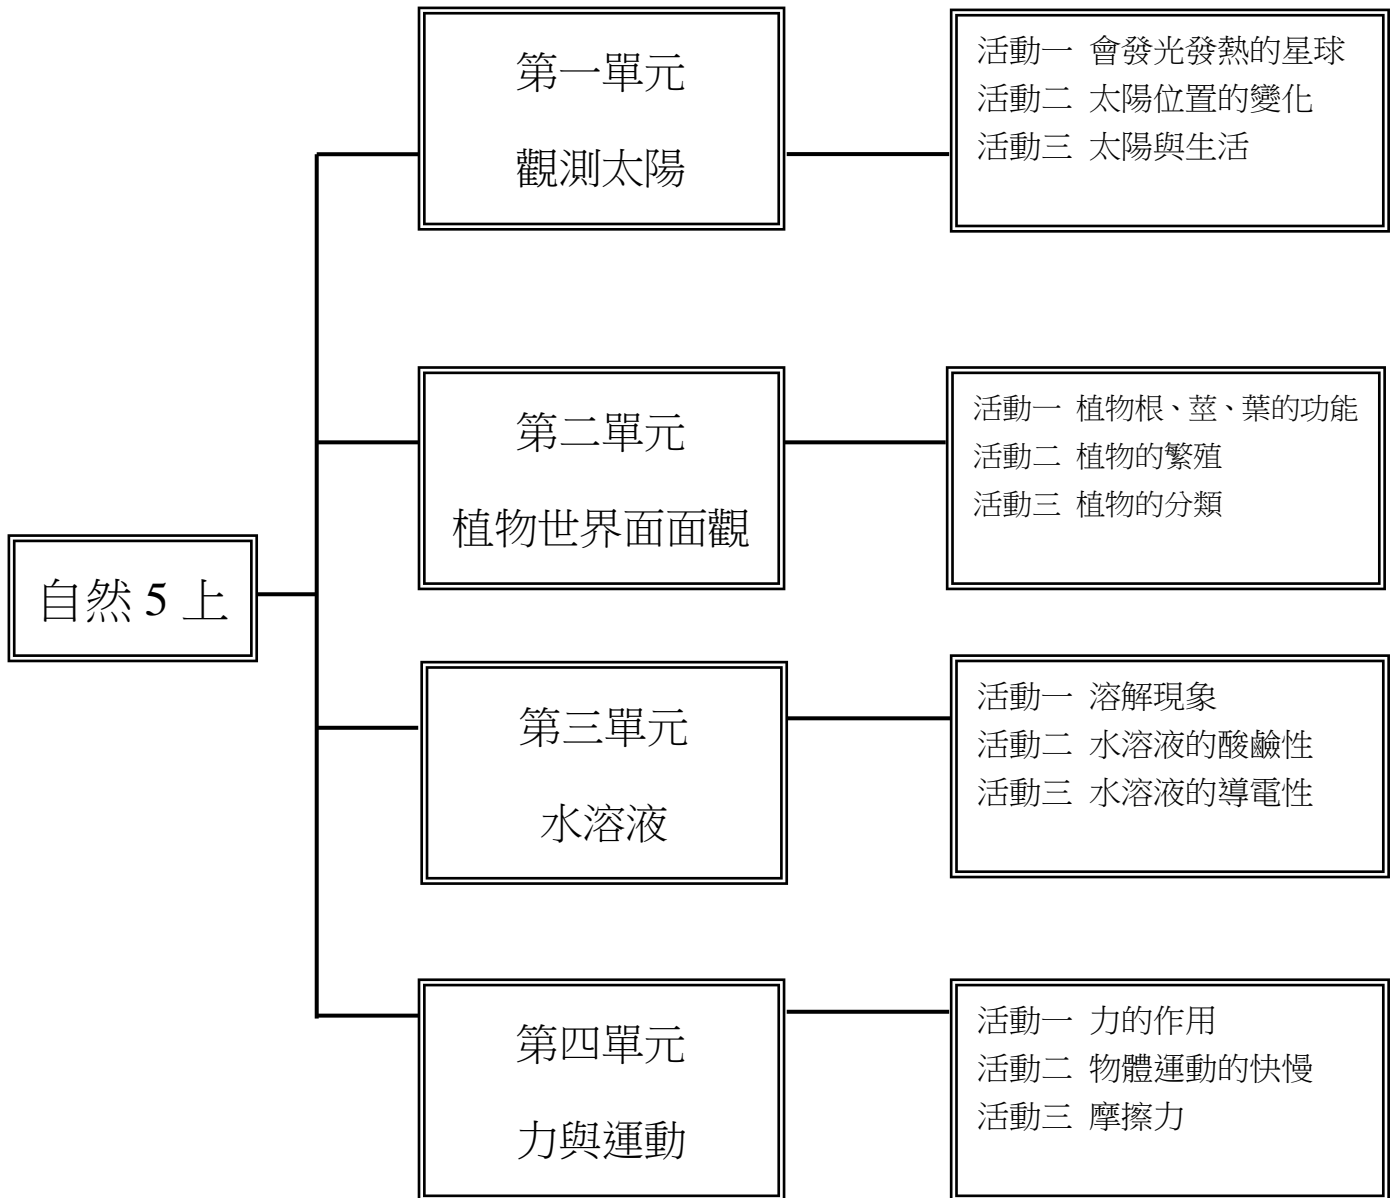 第一單元
觀測太陽
活動一 會發光發熱的星球
活動二 太陽位置的變化
活動三 太陽與生活
第二單元
植物世界面面觀
活動一 植物根、莖、葉的功能
活動二 植物的繁殖
活動三 植物的分類
自然 5 上
第三單元
水溶液
活動一 溶解現象
活動二 水溶液的酸鹼性
活動三 水溶液的導電性
第四單元
力與運動
活動一 力的作用
活動二 物體運動的快慢
活動三 摩擦力